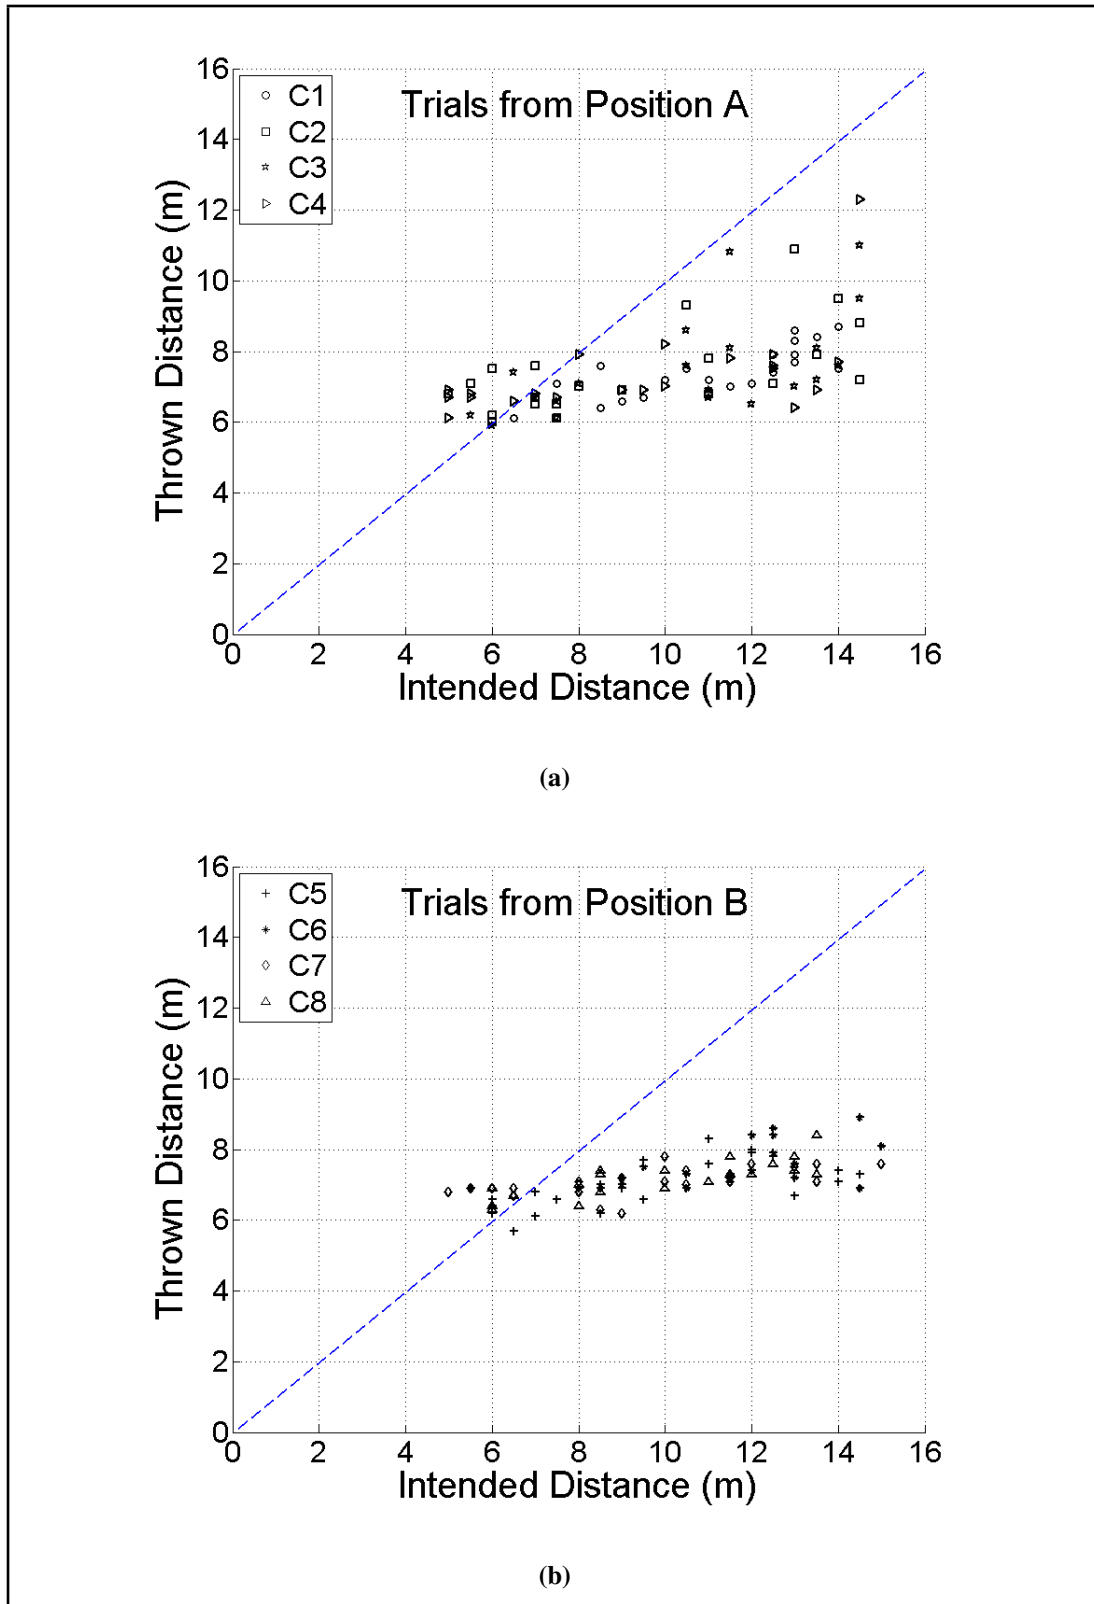 16
14
12
10
8
6
4
2
0
Thrown Distance (m)
C1
C2
C3
C4
Trials from Position A
0 2 4 6 8 10 12 14 16
Intended Distance (m)
(a)
16
14
12
10
8
6
4
2
0
Thrown Distance (m)
C5
C6
C7
C8
Trials from Position B
0 2 4 6 8 10 12 14 16
Intended Distance (m)
(b)